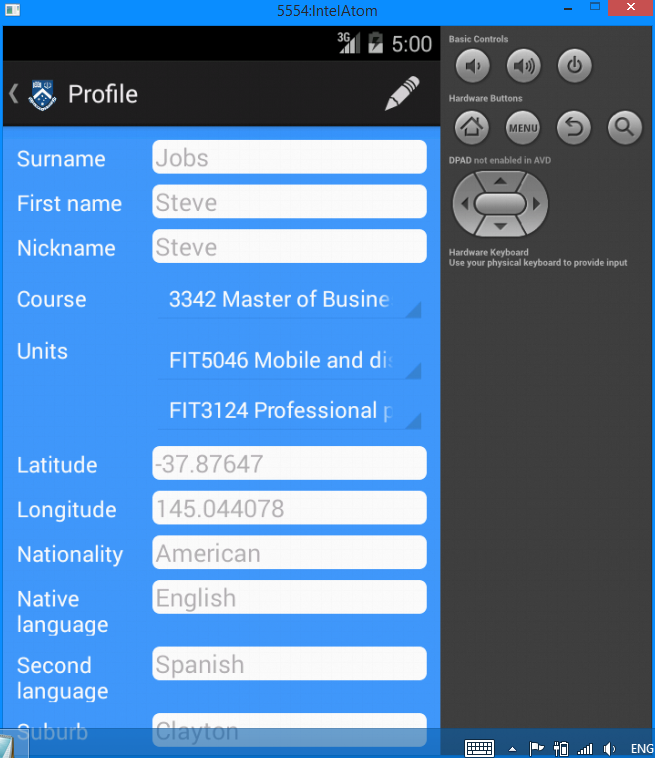 5554:IntelAtom
3G 5:00
Profile
Surname Jobs
First name Steve
Nickname Steve
Course 3342 Master of Busine
Units FIT5046 Mobile and dis
FIT3124 Professional p
Latitude -37.87647
Longitude 145.044078
Nationality American
Native language English
Second language Spanish
Suburb Clayton
Basic Controls
Hardware Buttons
MENU
DPAD not enabled in AVD
Hardware Keyboard
Use your physical keyboard to provide input
ENG